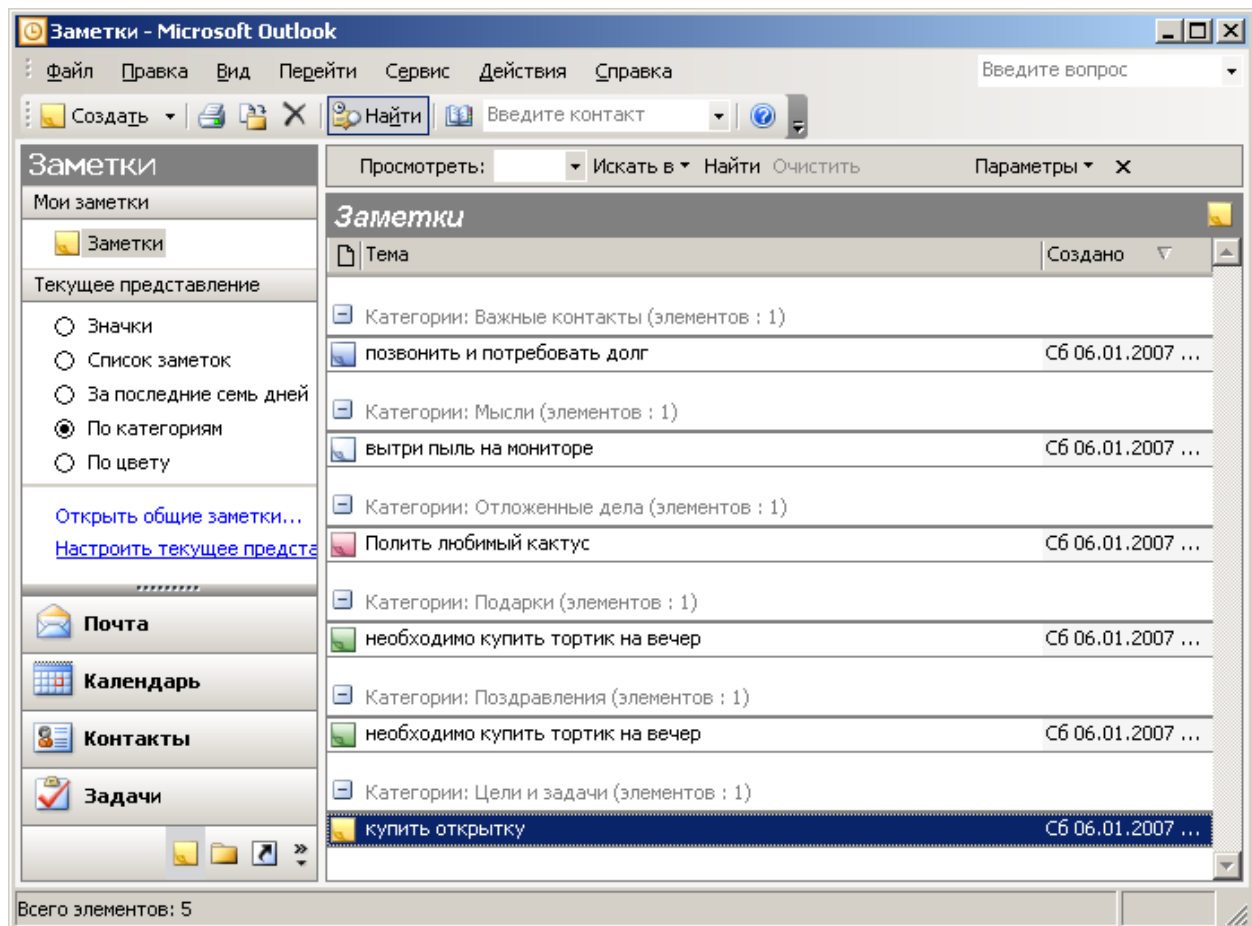 Заметки - Microsoft Outlook
Файл Правка Вид Перейти Сервис Действия Справка Введите вопрос
Создать Найти Введите контакт
Заметки
Мои заметки
Заметки
Текущее представление
Значки
Список заметок
За последние семь дней
По категориям
По цвету
Открыть общие заметки...
Настроить текущее предста
Почта
Календарь
Контакты
Задачи
Просмотреть: Искать в Найти Очистить Параметры
Заметки
Тема Создано
Категории: Важные контакты (элементов : 1)
позвонить и потребовать долг Сб 06.01.2007 ...
Категории: Мысли (элементов : 1)
вытри пыль на мониторе Сб 06.01.2007 ...
Категории: Отложенные дела (элементов : 1)
Полить любимый кактус Сб 06.01.2007 ...
Категории: Подарки (элементов : 1)
необходимо купить тортик на вечер Сб 06.01.2007 ...
Категории: Поздравления (элементов : 1)
необходимо купить тортик на вечер Сб 06.01.2007 ...
Категории: Цели и задачи (элементов : 1)
купить открытку Сб 06.01.2007 ...
Всего элементов: 5